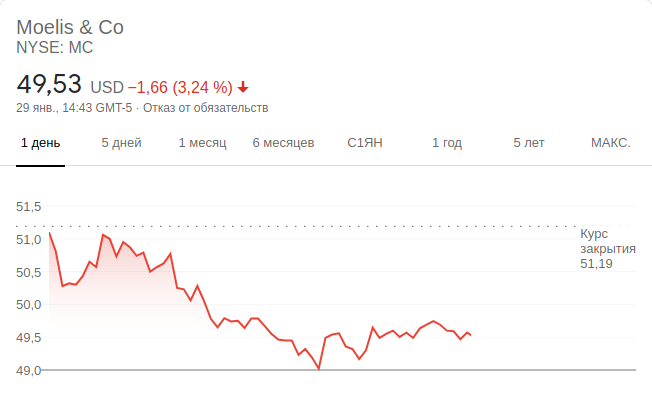 Moelis & Co
NYSE: MC
49,53 USD −1,66 (3,24 %)
29 янв., 14:43 GMT-5 · Отказ от обязательств
1 день 5 дней 1 месяц 6 месяцев С1ЯН 1 год 5 лет МАКС.
51,5
51,0
50,5
50,0
49,5
49,0
Курс
закрытия
51,19